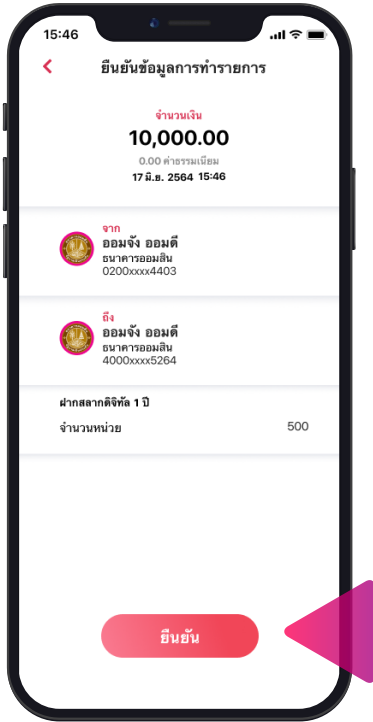 15:46
ยืนยันข้อมูลการทำรายการ
จำนวนเงิน
10,000.00
0.00 ค่าธรรมเนียม
17 มิ.ย. 2564 15:46
จาก
ออมจัง ออมดี
ธนาคารออมสิน
0200xxxx4403
ถึง
ออมจัง ออมดี
ธนาคารออมสิน
4000xxxx5264
ฝากสลากดิจิทัล 1 ปี
จำนวนหน่วย 500
ยืนยัน